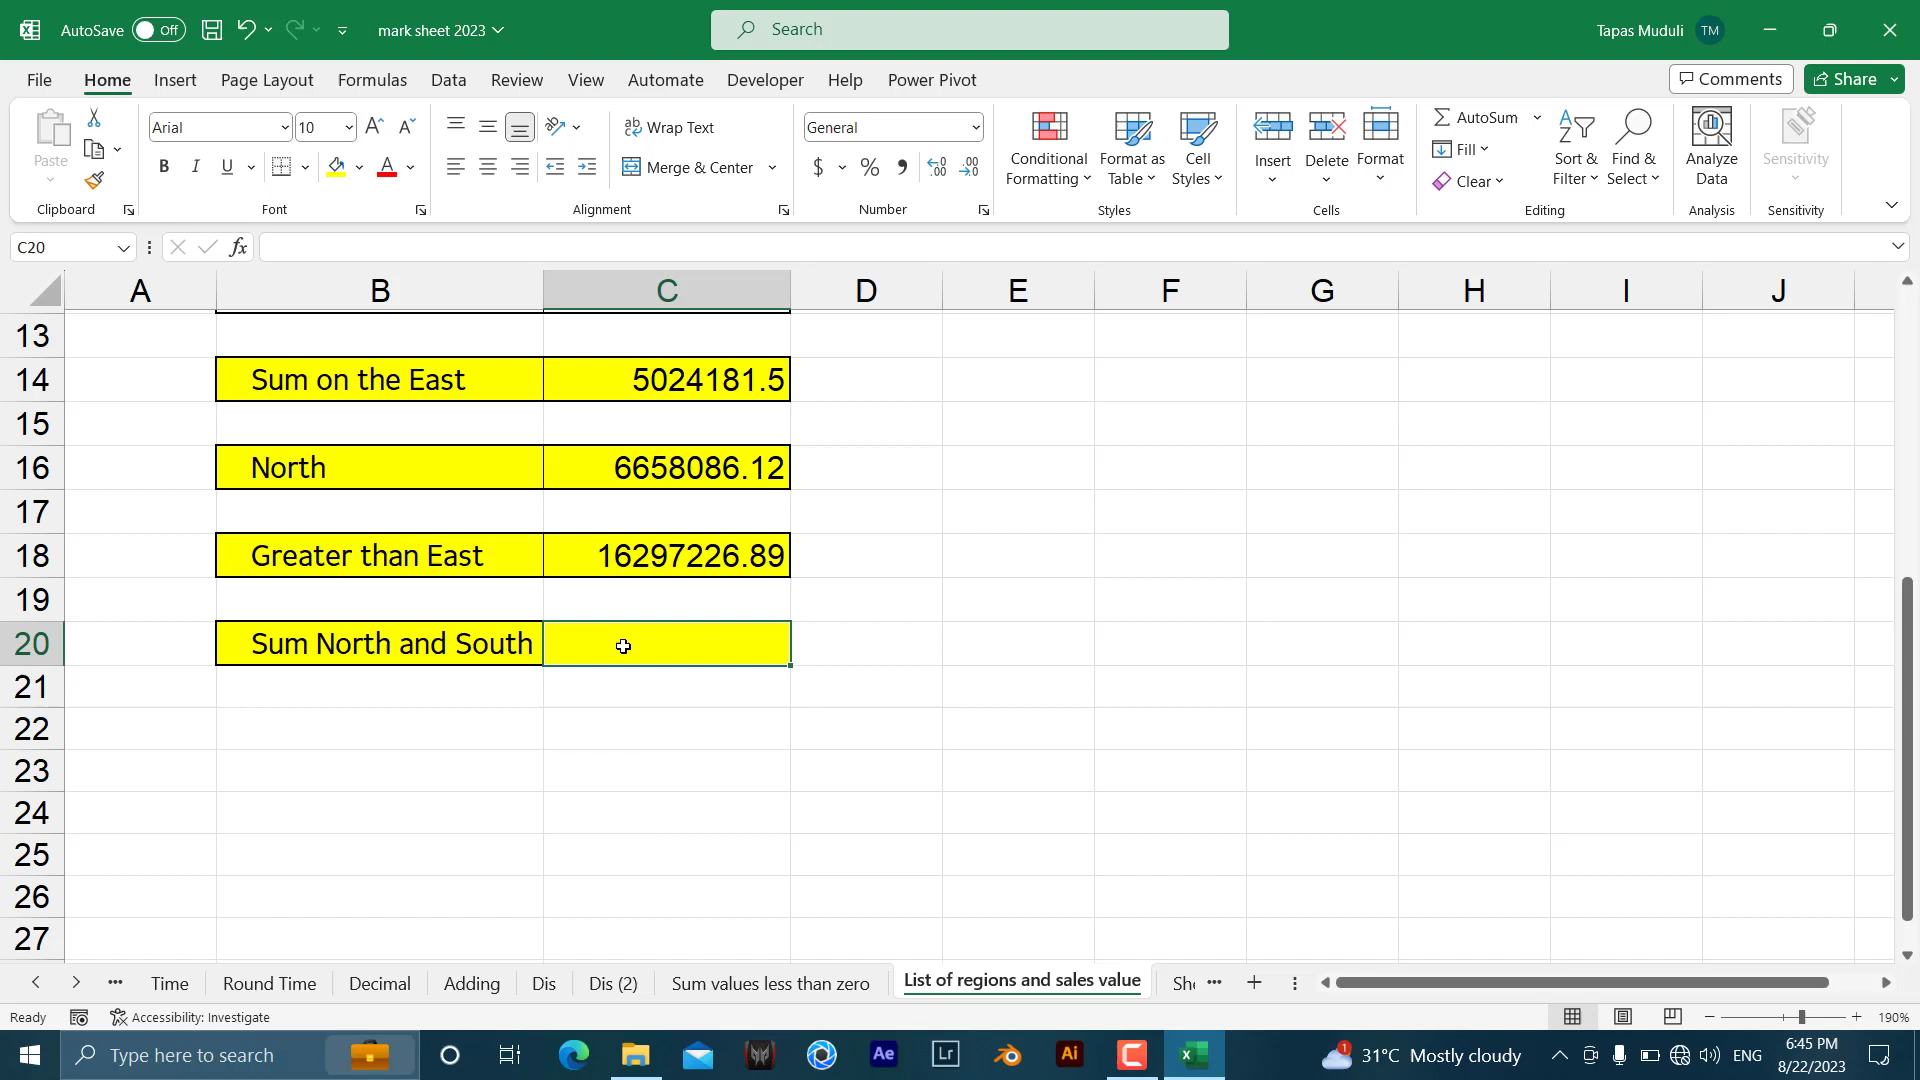 AutoSave Off mark sheet 2023 Search Tapas Muduli TM
File Home Insert Page Layout Formulas Data Review View Automate Developer Help Power Pivot Comments Share
Paste Arial 10 Wrap Text General Conditional Formatting Format as Table Cell Styles Insert Delete Format AutoSum Sort & Filter Find & Select Analyze Data Sensitivity
B I U A Merge & Center $ % Fill
Clear
Clipboard Font Alignment Number Styles Cells Editing Analysis Sensitivity
C20 fx
A B C D E F G H I J
13
14 Sum on the East 5024181.5
15
16 North 6658086.12
17
18 Greater than East 16297226.89
19
20 Sum North and South
21
22
23
24
25
26
27
Time Round Time Decimal Adding Dis Dis (2) Sum values less than zero List of regions and sales value She
Ready Accessibility: Investigate 190%
Type here to search Ae Lr Ai 1 31°C Mostly cloudy ENG 6:45 PM
8/22/2023